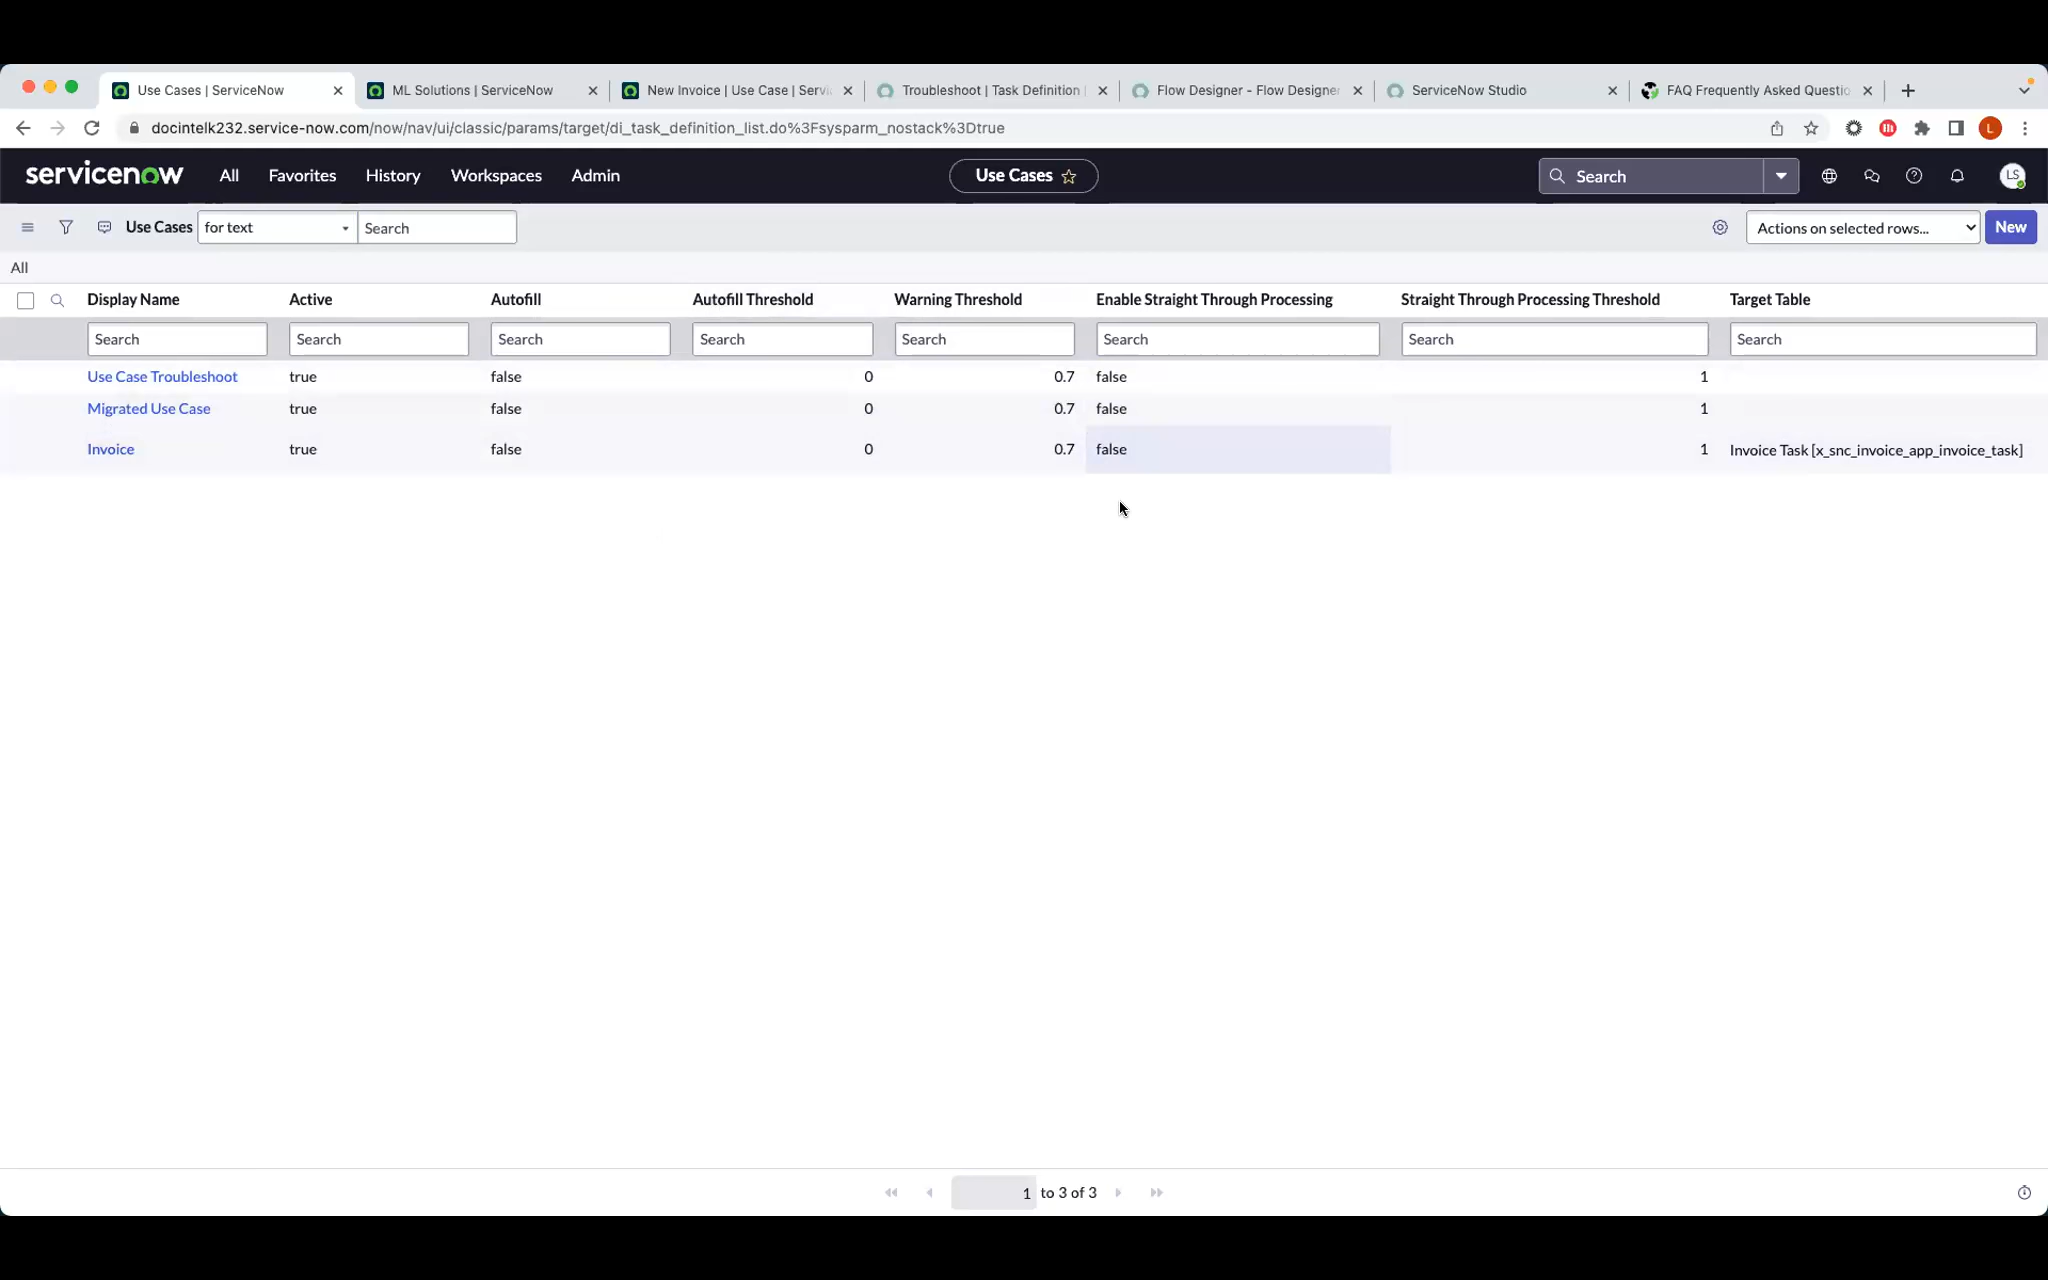 Use Cases | ServiceNow
ML Solutions | ServiceNow
New Invoice | Use Case | Servi
Troubleshoot | Task Definition |
Flow Designer - Flow Designer
ServiceNow Studio
FAQ Frequently Asked Questio
docintelk232.service-now.com/now/nav/ui/classic/params/target/di_task_definition_list.do%3Fsysparm_nostack%3Dtrue
L
servicenow All Favorites History Workspaces Admin Use Cases Search LS
Use Cases for text Search Actions on selected rows... New
All
Display Name Active Autofill Autofill Threshold Warning Threshold Enable Straight Through Processing Straight Through Processing Threshold Target Table
Search Search Search Search Search Search Search Search
Use Case Troubleshoot true false 0 0.7 false 1
Migrated Use Case true false 0 0.7 false 1
Invoice true false 0 0.7 false 1 Invoice Task [x_snc_invoice_app_invoice_task]
1 to 3 of 3